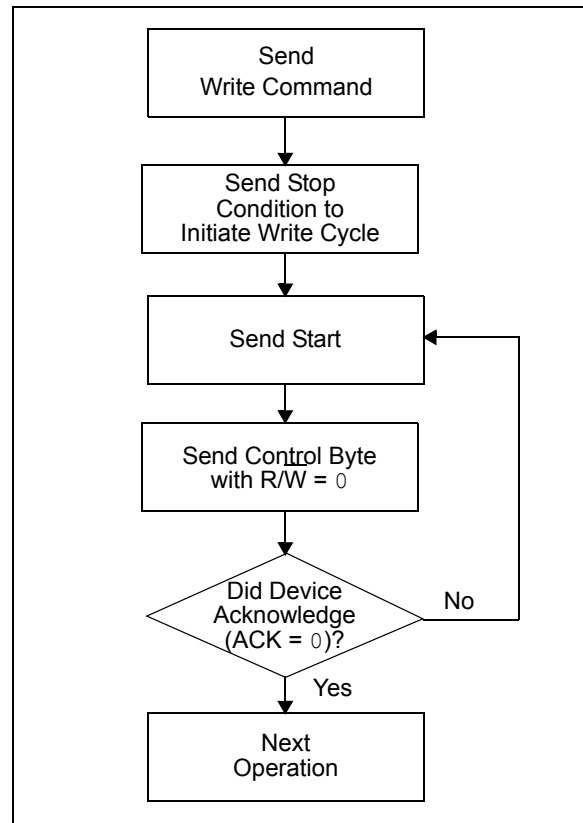 Send
Write Command
Send Stop
Condition to
Initiate Write Cycle
Send Start
Send Control Byte
with R/W̅ = 0
Did Device
Acknowledge
(ACK = 0)?
No
Yes
Next
Operation